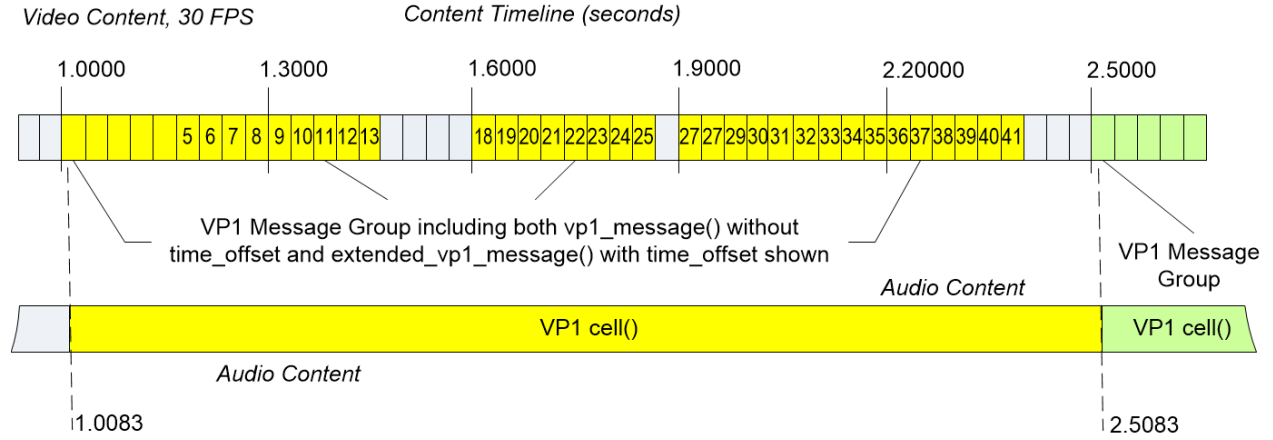 Video Content, 30 FPS
Content Timeline (seconds)
1.0000 1.3000 1.6000 1.9000 2.20000 2.5000
5 6 7 8 9 10 11 12 13 18 19 20 21 22 23 24 25 27 27 29 30 31 32 33 34 35 36 37 38 39 40 41
VP1 Message Group including both vp1_message() without
time_offset and extended_vp1_message() with time_offset shown
VP1 Message
Group
Audio Content
VP1 cell() VP1 cell()
Audio Content
1.0083 2.5083